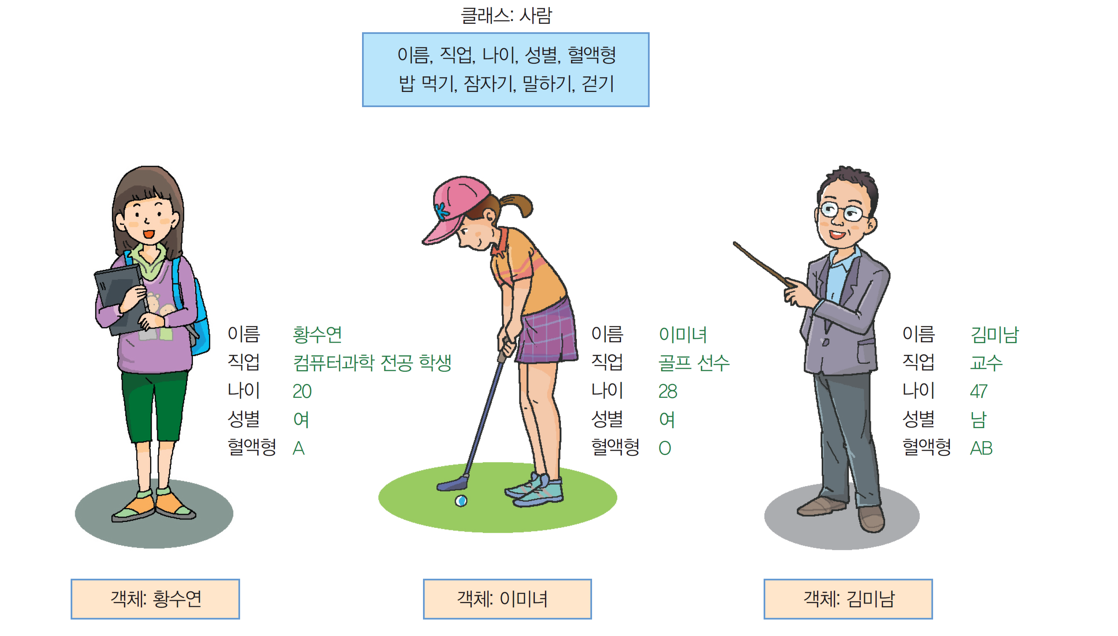 클래스: 사람
이름, 직업, 나이, 성별, 혈액형
밥 먹기, 잠자기, 말하기, 걷기
이름 황수연
직업 컴퓨터과학 전공 학생
나이 20
성별 여
혈액형 A
이름 이미녀
직업 골프 선수
나이 28
성별 여
혈액형 O
이름 김미남
직업 교수
나이 47
성별 남
혈액형 AB
객체: 황수연
객체: 이미녀
객체: 김미남